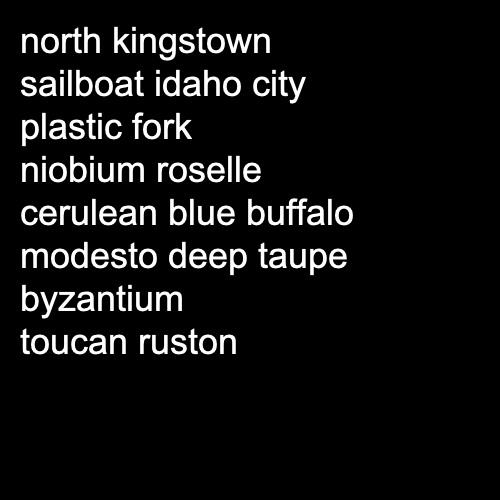 north kingstown
sailboat idaho city
plastic fork
niobium roselle
cerulean blue buffalo
modesto deep taupe
byzantium
toucan ruston